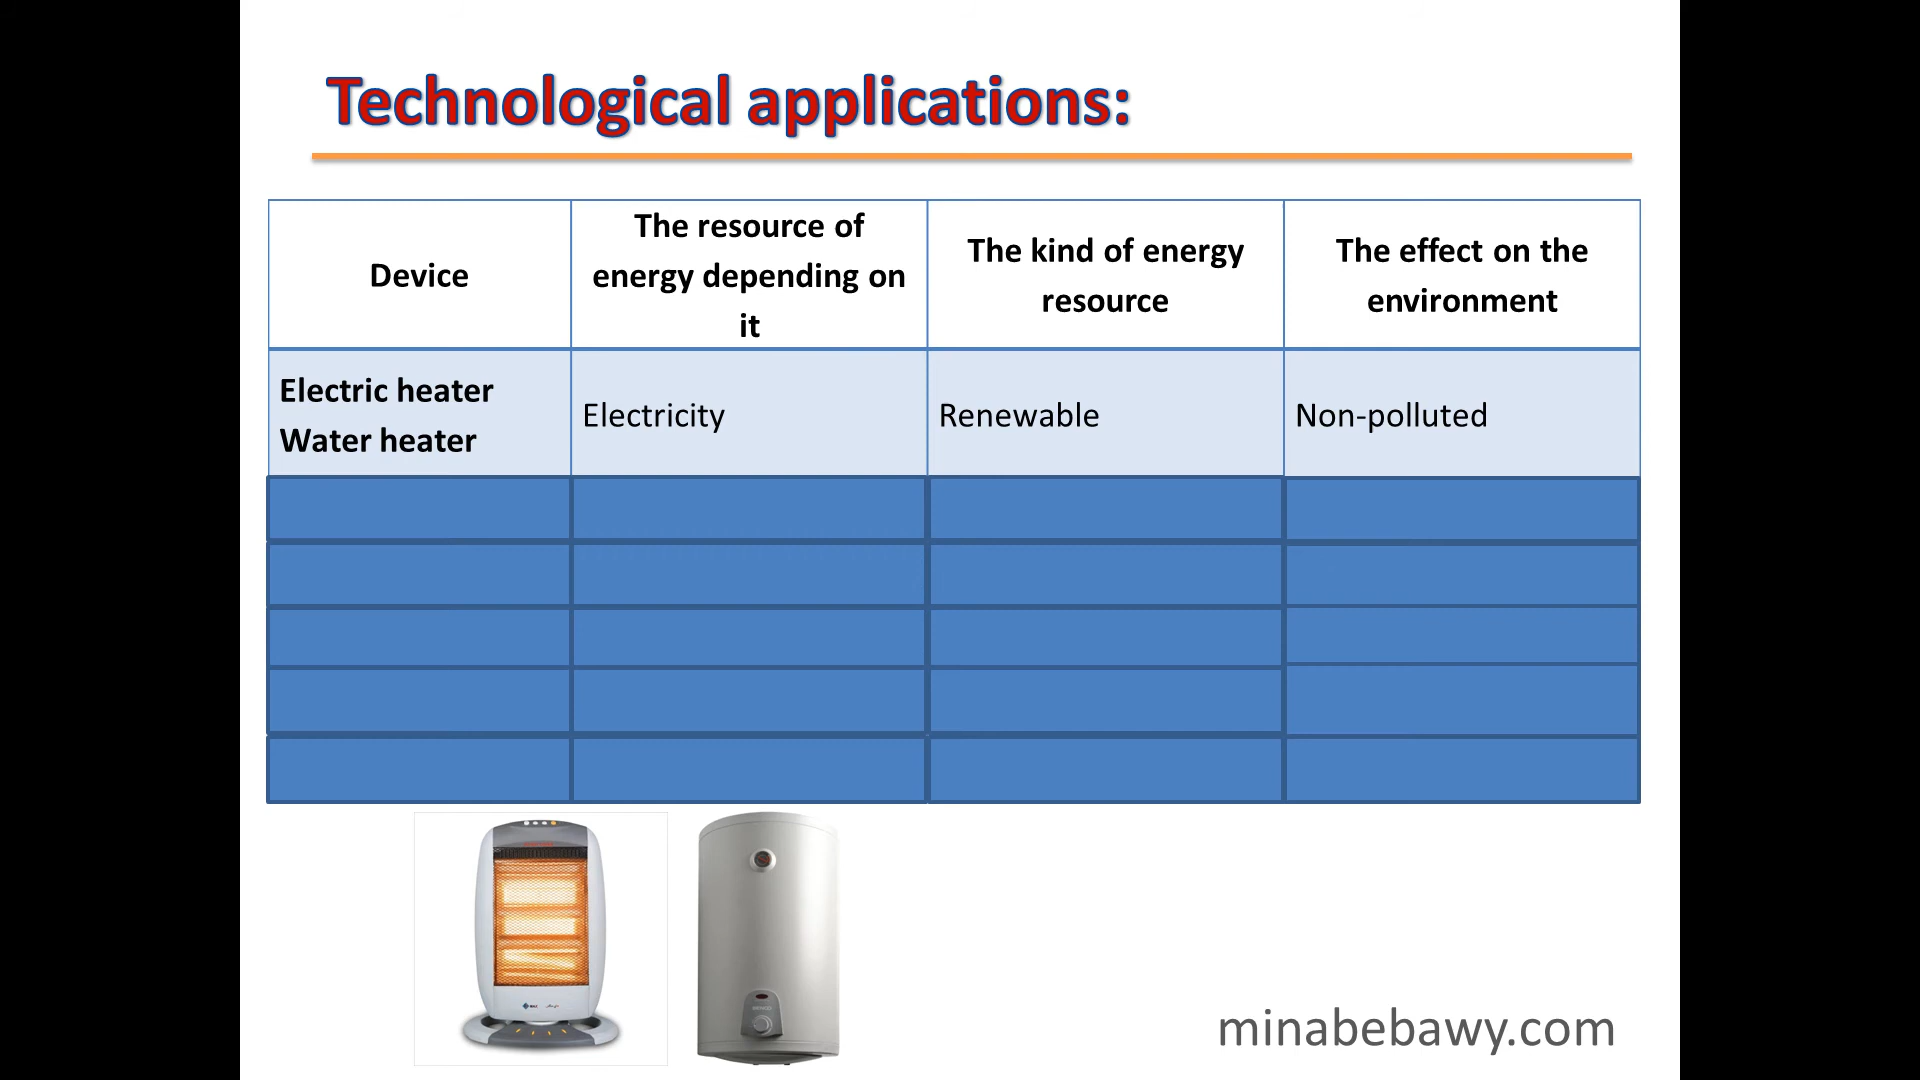 Technological applications:
Device
The resource of
energy depending on
it
The kind of energy
resource
The effect on the
environment
Electric heater
Water heater
Electricity
Renewable
Non-polluted
minabebawy.com